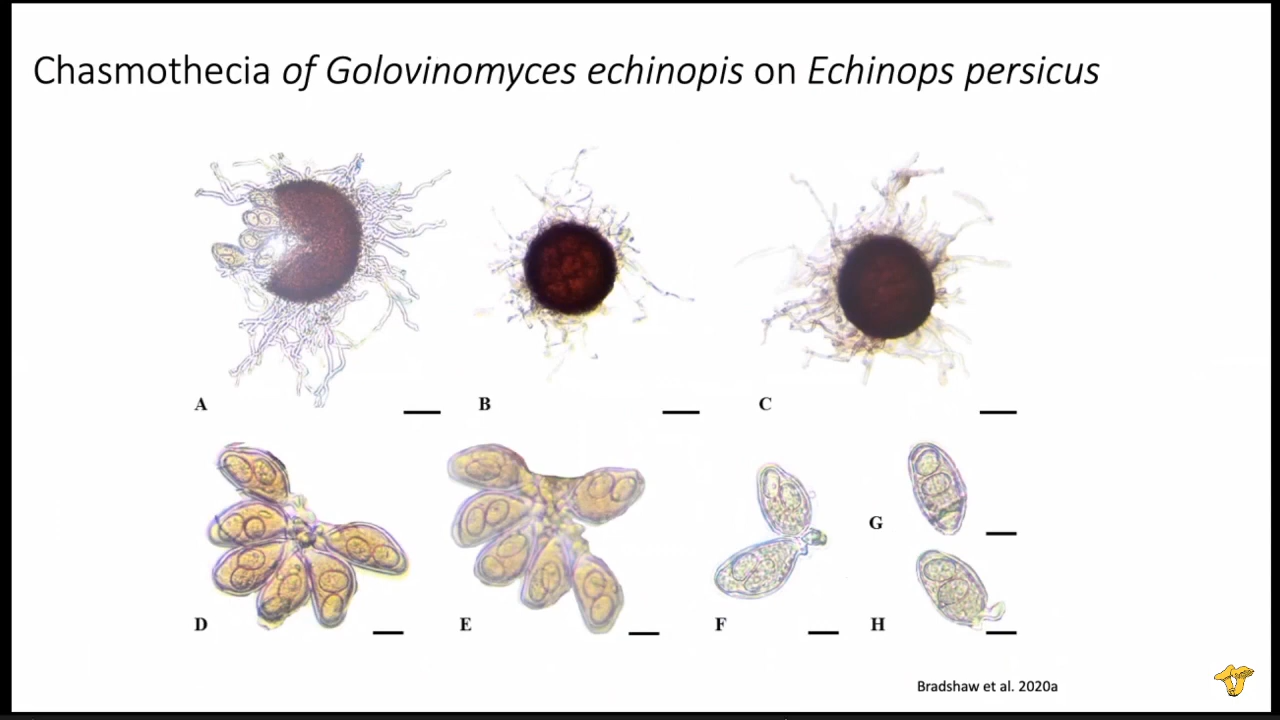 Chasmothecia of Golovinomyces echinopis on Echinops persicus
A B C
G
D E F H
Bradshaw et al. 2020a